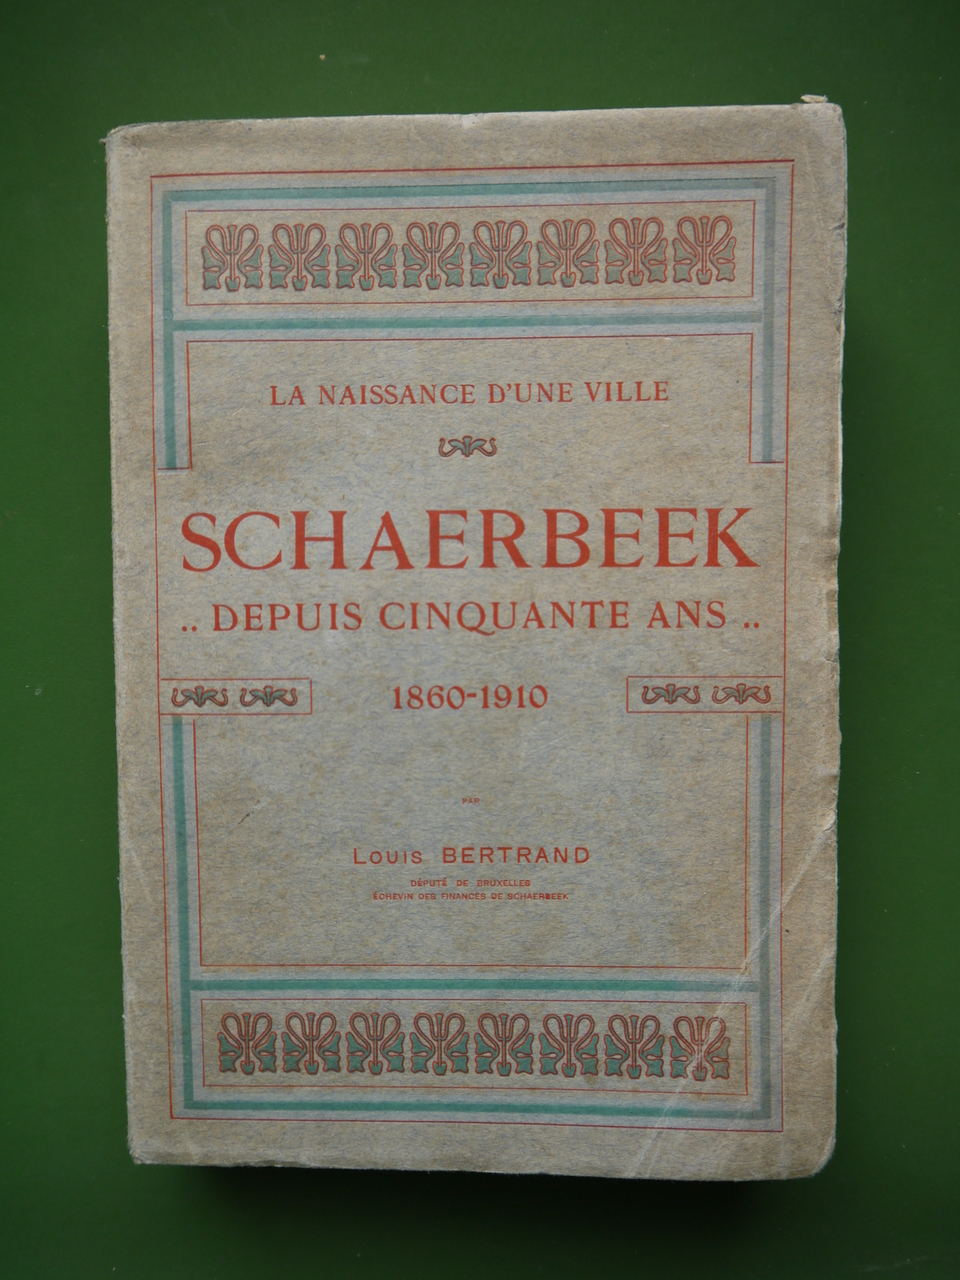 LA NAISSANCE D'UNE VILLE
SCHAERBEEK
.. DEPUIS CINQUANTE ANS ..
1860-1910
PAR
LOUIS BERTRAND
DÉPUTÉ DE BRUXELLES
ÉCHEVIN DES FINANCES DE SCHAERBEEK